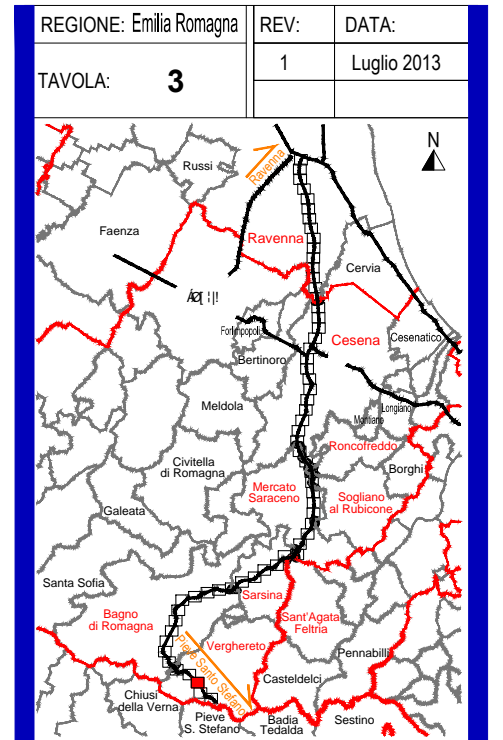 REGIONE: Emilia Romagna
REV:
DATA:
TAVOLA: 3
1
Luglio 2013
N
Russi
Ravenna
Faenza
Ravenna
Cervia
Forlimpopoli
Cesena
Cesenatico
Bertinoro
Meldola
Longiano
Montiano
Roncofreddo
Civitella
di Romagna
Borghi
Mercato
Saraceno
Sogliano
al Rubicone
Galeata
Santa Sofia
Sarsina
Bagno
di Romagna
Sant'Agata
Feltria
Verghereto
Pieve Santo Stefano
Pennabilli
Casteldelci
Chiusi
della Verna
Pieve
S. Stefano
Badia
Tedalda
Sestino